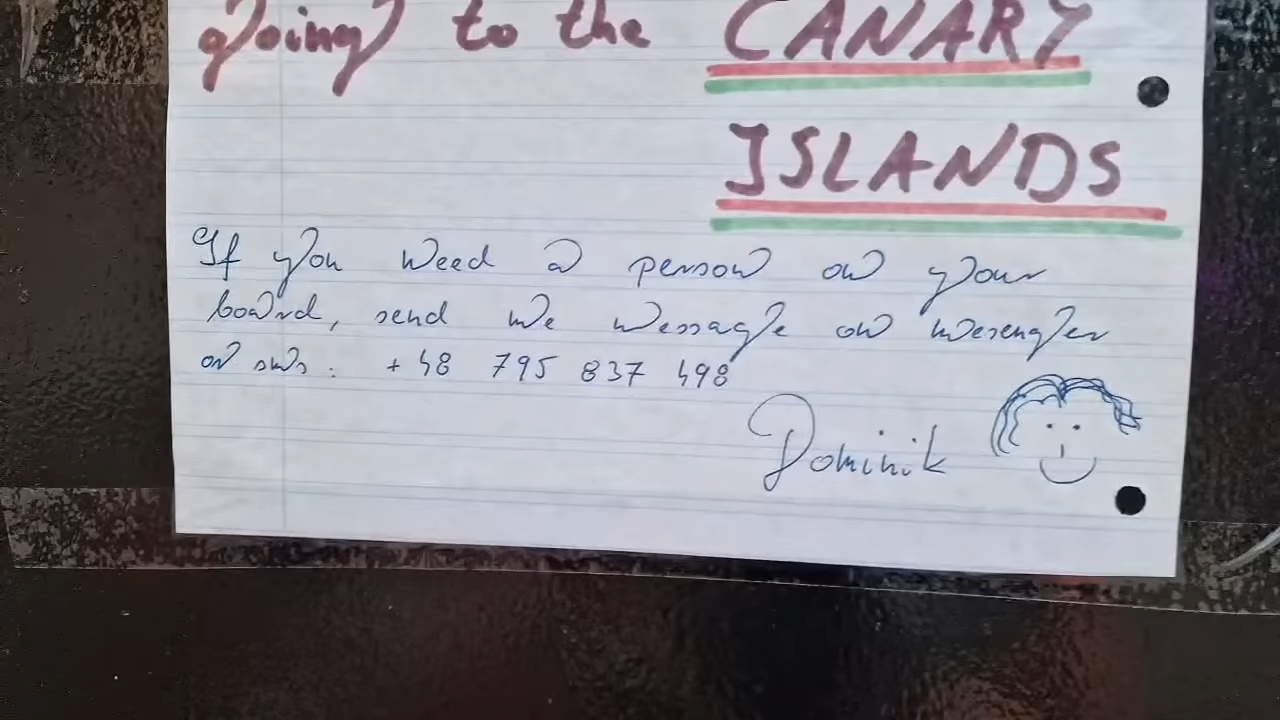 going to the CANARY
ISLANDS
If you need a person on your
board, send me message on mesenger
or sms: +48 795 837 498
Dominik